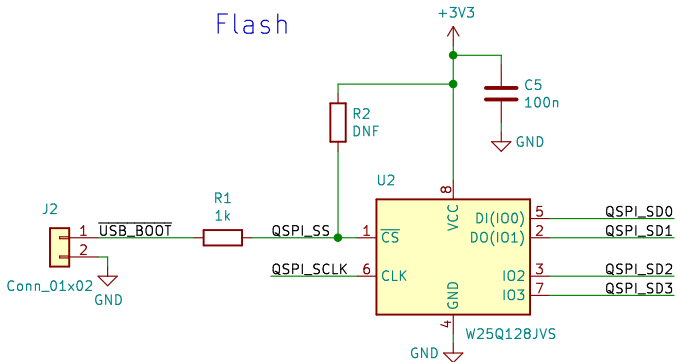 Flash
+3V3
C5
100n
GND
R2
DNF
U2
J2
R1
1k
1
USB_BOOT
QSPI_SS
1
CS
8
VCC
DI(IO0)
5
QSPI_SD0
DO(IO1)
2
QSPI_SD1
2
Conn_01x02
GND
QSPI_SCLK
6
CLK
IO2
3
QSPI_SD2
GND
IO3
7
QSPI_SD3
4
W25Q128JVS
GND